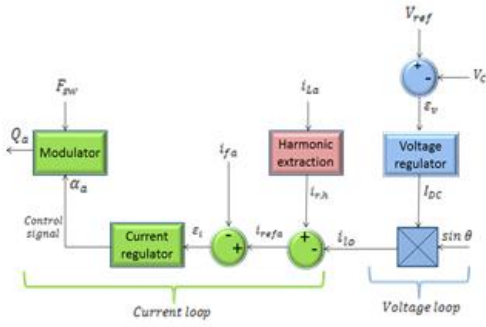 V_ref
+
-
V_C
ε_v
F_sw
i_La
Q_a
Modulator
Harmonic
extraction
Voltage
regulator
i_fa
α_a
i_rh
I_DC
Control
signal
Current
regulator
ε_i
-
+
i_refa
+
-
i_lo
sin θ
Current loop
Voltage loop